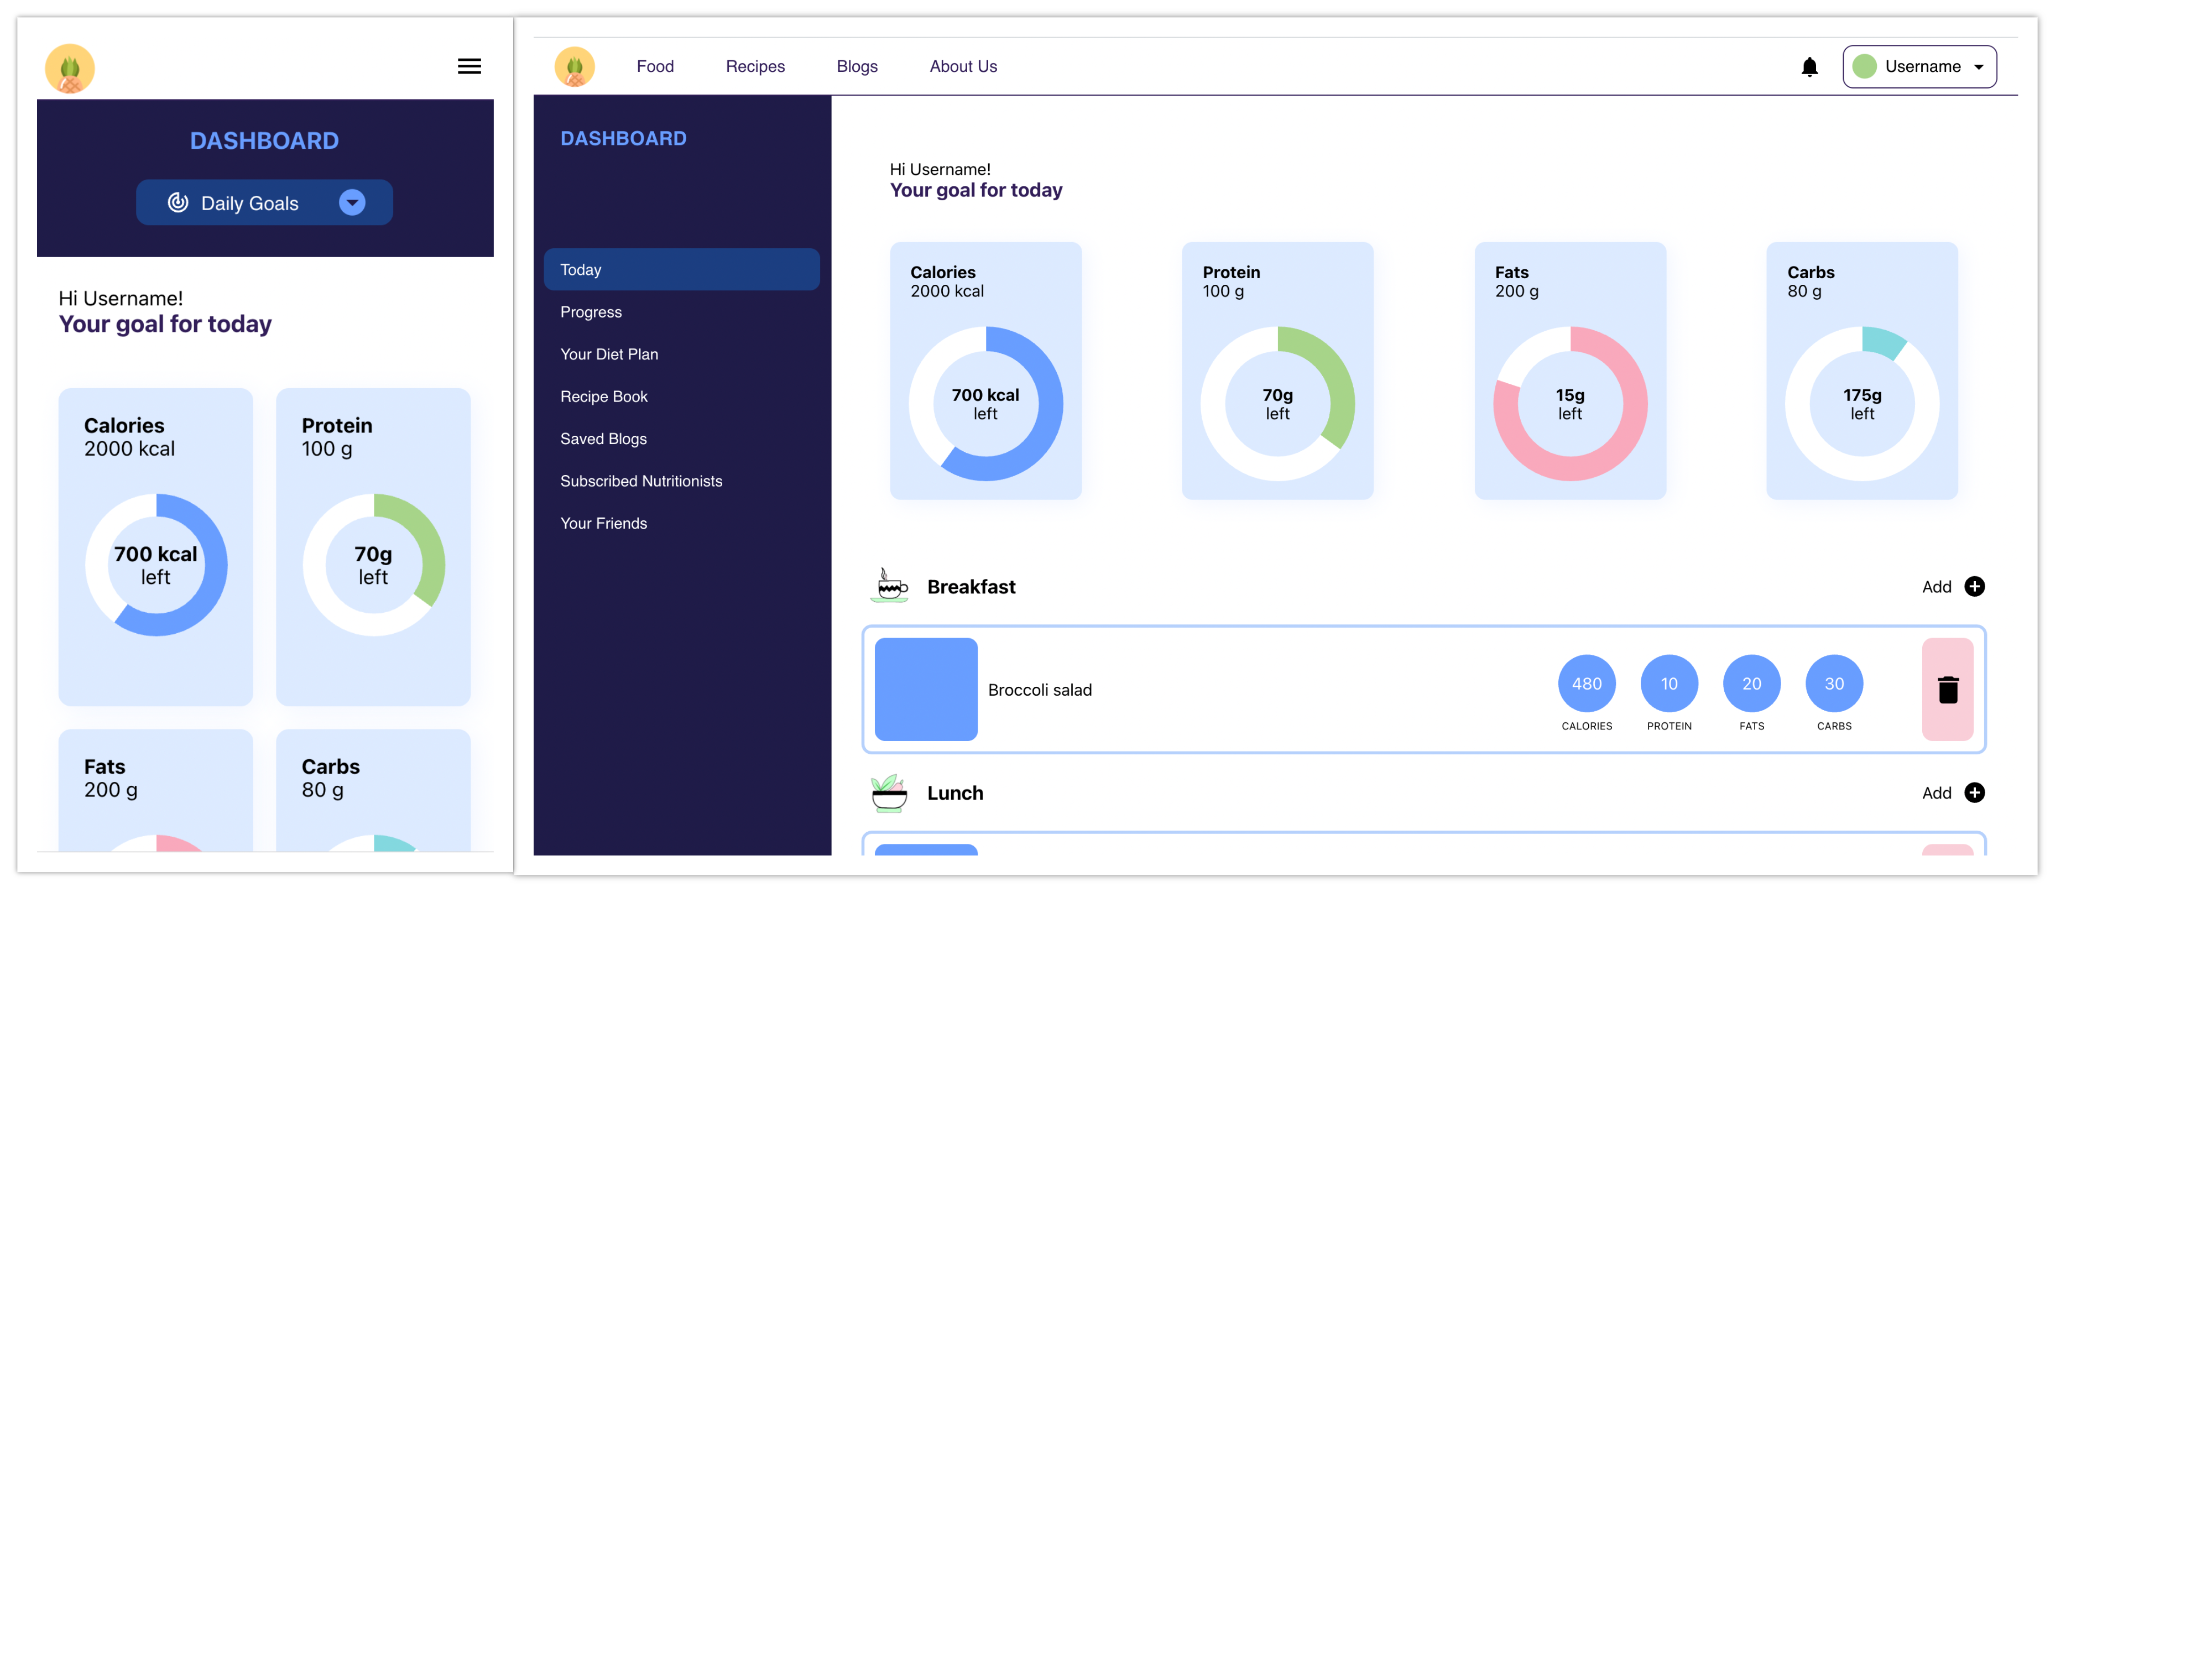 DASHBOARD
Daily Goals
Hi Username!
Your goal for today
Calories
2000 kcal
700 kcal
left
Protein
100 g
70g
left
Fats
200 g
Carbs
80 g
Food Recipes Blogs About Us
Username
DASHBOARD
Today
Progress
Your Diet Plan
Recipe Book
Saved Blogs
Subscribed Nutritionists
Your Friends
Hi Username!
Your goal for today
Calories
2000 kcal
700 kcal
left
Protein
100 g
70g
left
Fats
200 g
15g
left
Carbs
80 g
175g
left
Breakfast
Add
Broccoli salad
480 10 20 30
CALORIES PROTEIN FATS CARBS
Lunch
Add